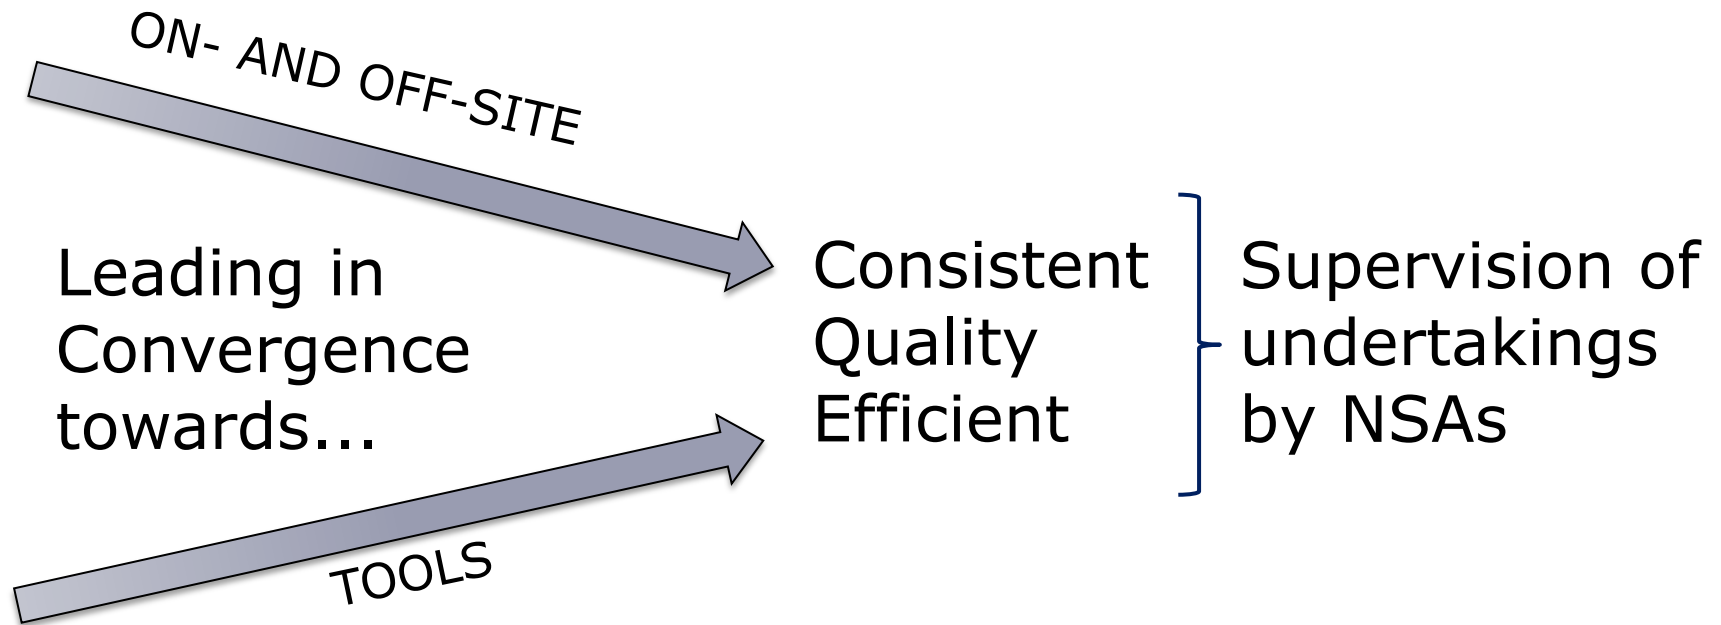 ON- AND OFF-SITE
Leading in
Convergence
towards...
TOOLS
Consistent
Quality
Efficient
Supervision of
undertakings
by NSAs